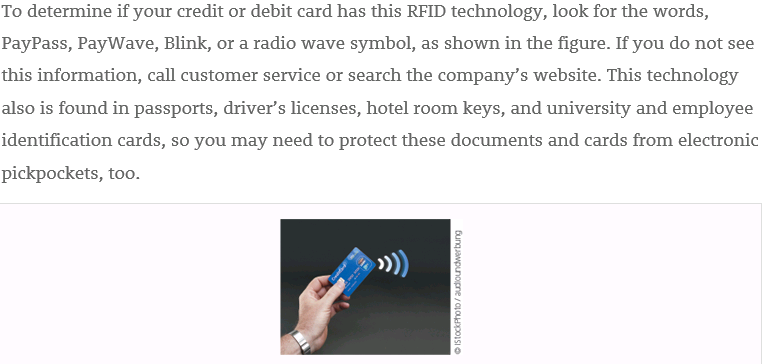 To determine if your credit or debit card has this RFID technology, look for the words,
PayPass, PayWave, Blink, or a radio wave symbol, as shown in the figure. If you do not see
this information, call customer service or search the company’s website. This technology
also is found in passports, driver’s licenses, hotel room keys, and university and employee
identification cards, so you may need to protect these documents and cards from electronic
pickpockets, too.
© iStockPhoto / audioundwerbung